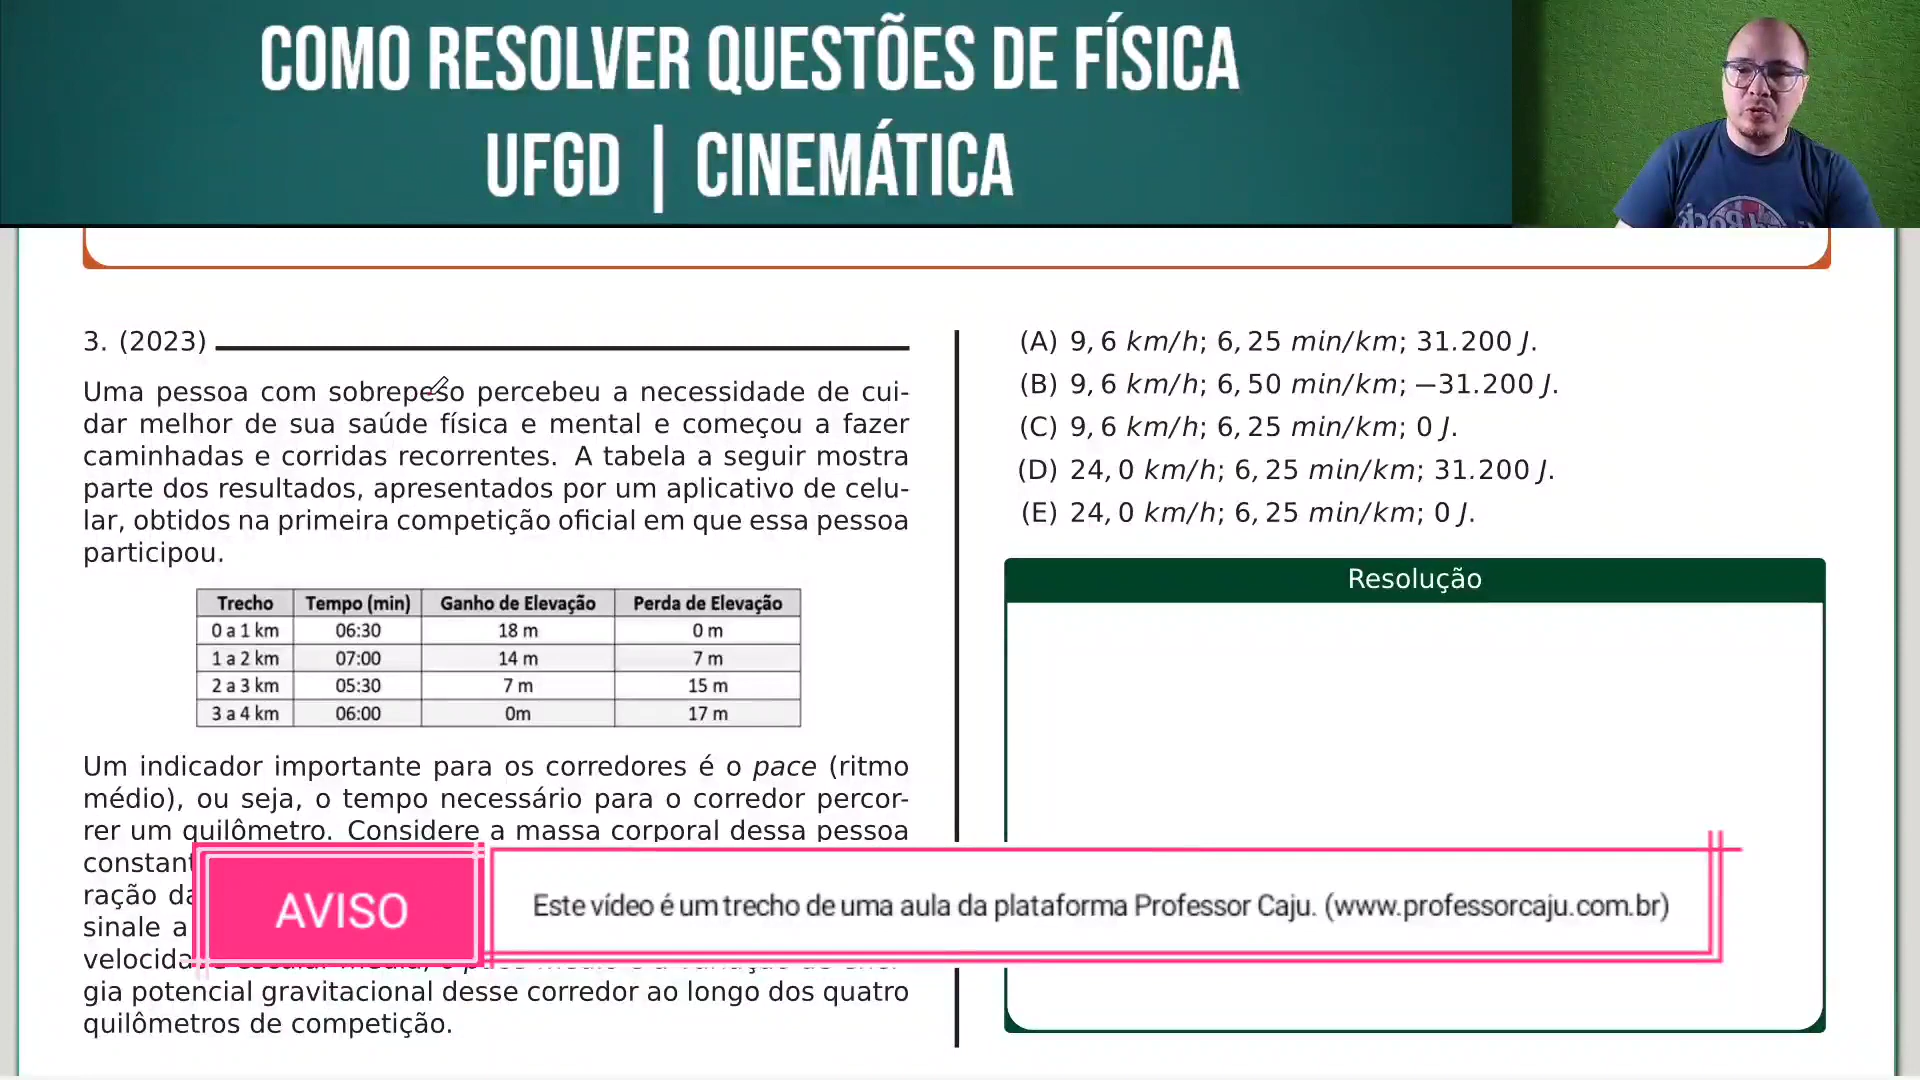 COMO RESOLVER QUESTÕES DE FÍSICA
UFGD | CINEMÁTICA
3. (2023)
Uma pessoa com sobrepeso percebeu a necessidade de cui-
dar melhor de sua saúde física e mental e começou a fazer
caminhadas e corridas recorrentes. A tabela a seguir mostra
parte dos resultados, apresentados por um aplicativo de celu-
lar, obtidos na primeira competição oficial em que essa pessoa
participou.
Trecho Tempo (min) Ganho de Elevação Perda de Elevação
0 a 1 km 06:30 18 m 0 m
1 a 2 km 07:00 14 m 7 m
2 a 3 km 05:30 7 m 15 m
3 a 4 km 06:00 0m 17 m
Um indicador importante para os corredores é o pace (ritmo
médio), ou seja, o tempo necessário para o corredor percor-
rer um quilômetro. Considere a massa corporal dessa pessoa
constant
ração da
sinale a
velocida
gia potencial gravitacional desse corredor ao longo dos quatro
quilômetros de competição.
(A) 9, 6 km/h; 6, 25 min/km; 31.200 J.
(B) 9, 6 km/h; 6, 50 min/km; −31.200 J.
(C) 9, 6 km/h; 6, 25 min/km; 0 J.
(D) 24, 0 km/h; 6, 25 min/km; 31.200 J.
(E) 24, 0 km/h; 6, 25 min/km; 0 J.
Resolução
AVISO
Este vídeo é um trecho de uma aula da plataforma Professor Caju. (www.professorcaju.com.br)